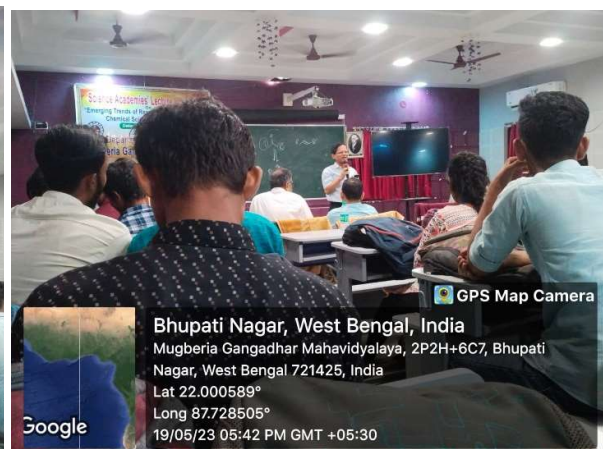 Science Academies' Lectu
"Emerging Trends of
Chemical Sc
GPS Map Camera
Bhupati Nagar, West Bengal, India
Mugberia Gangadhar Mahavidyalaya, 2P2H+6C7, Bhupati
Nagar, West Bengal 721425, India
Lat 22.000589°
Long 87.728505°
19/05/23 05:42 PM GMT +05:30
Google